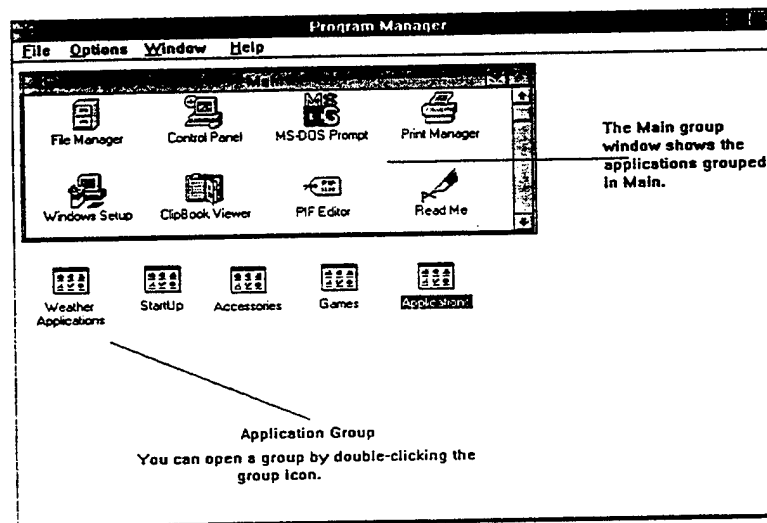 Program Manager
File Options Window Help
File Manager Control Panel MS-DOS Prompt Print Manager
Windows Setup ClipBook Viewer PIF Editor Read Me
The Main group
window shows the
applications grouped
in Main.
Weather
Applications
StartUp Accessories Games Applications
Application Group
You can open a group by double-clicking the
group icon.